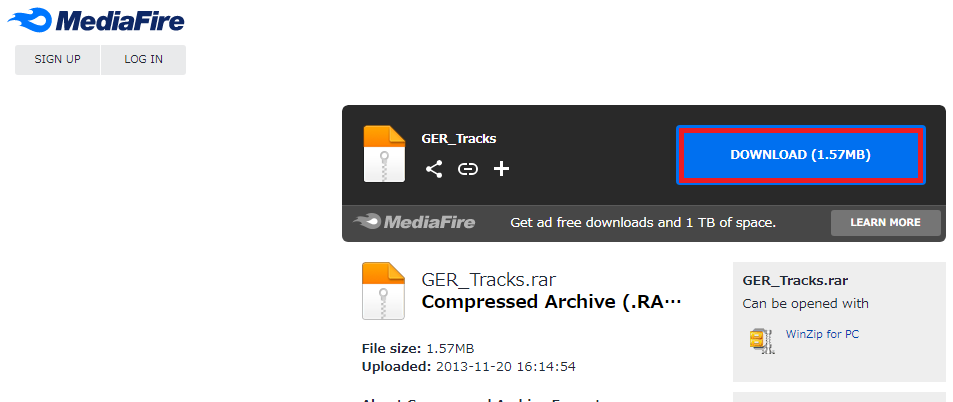 MediaFire
SIGN UP LOG IN
GER_Tracks
DOWNLOAD (1.57MB)
MediaFire Get ad free downloads and 1 TB of space. LEARN MORE
GER_Tracks.rar
Compressed Archive (.RA…
File size: 1.57MB
Uploaded: 2013-11-20 16:14:54
GER_Tracks.rar
Can be opened with
WinZip for PC